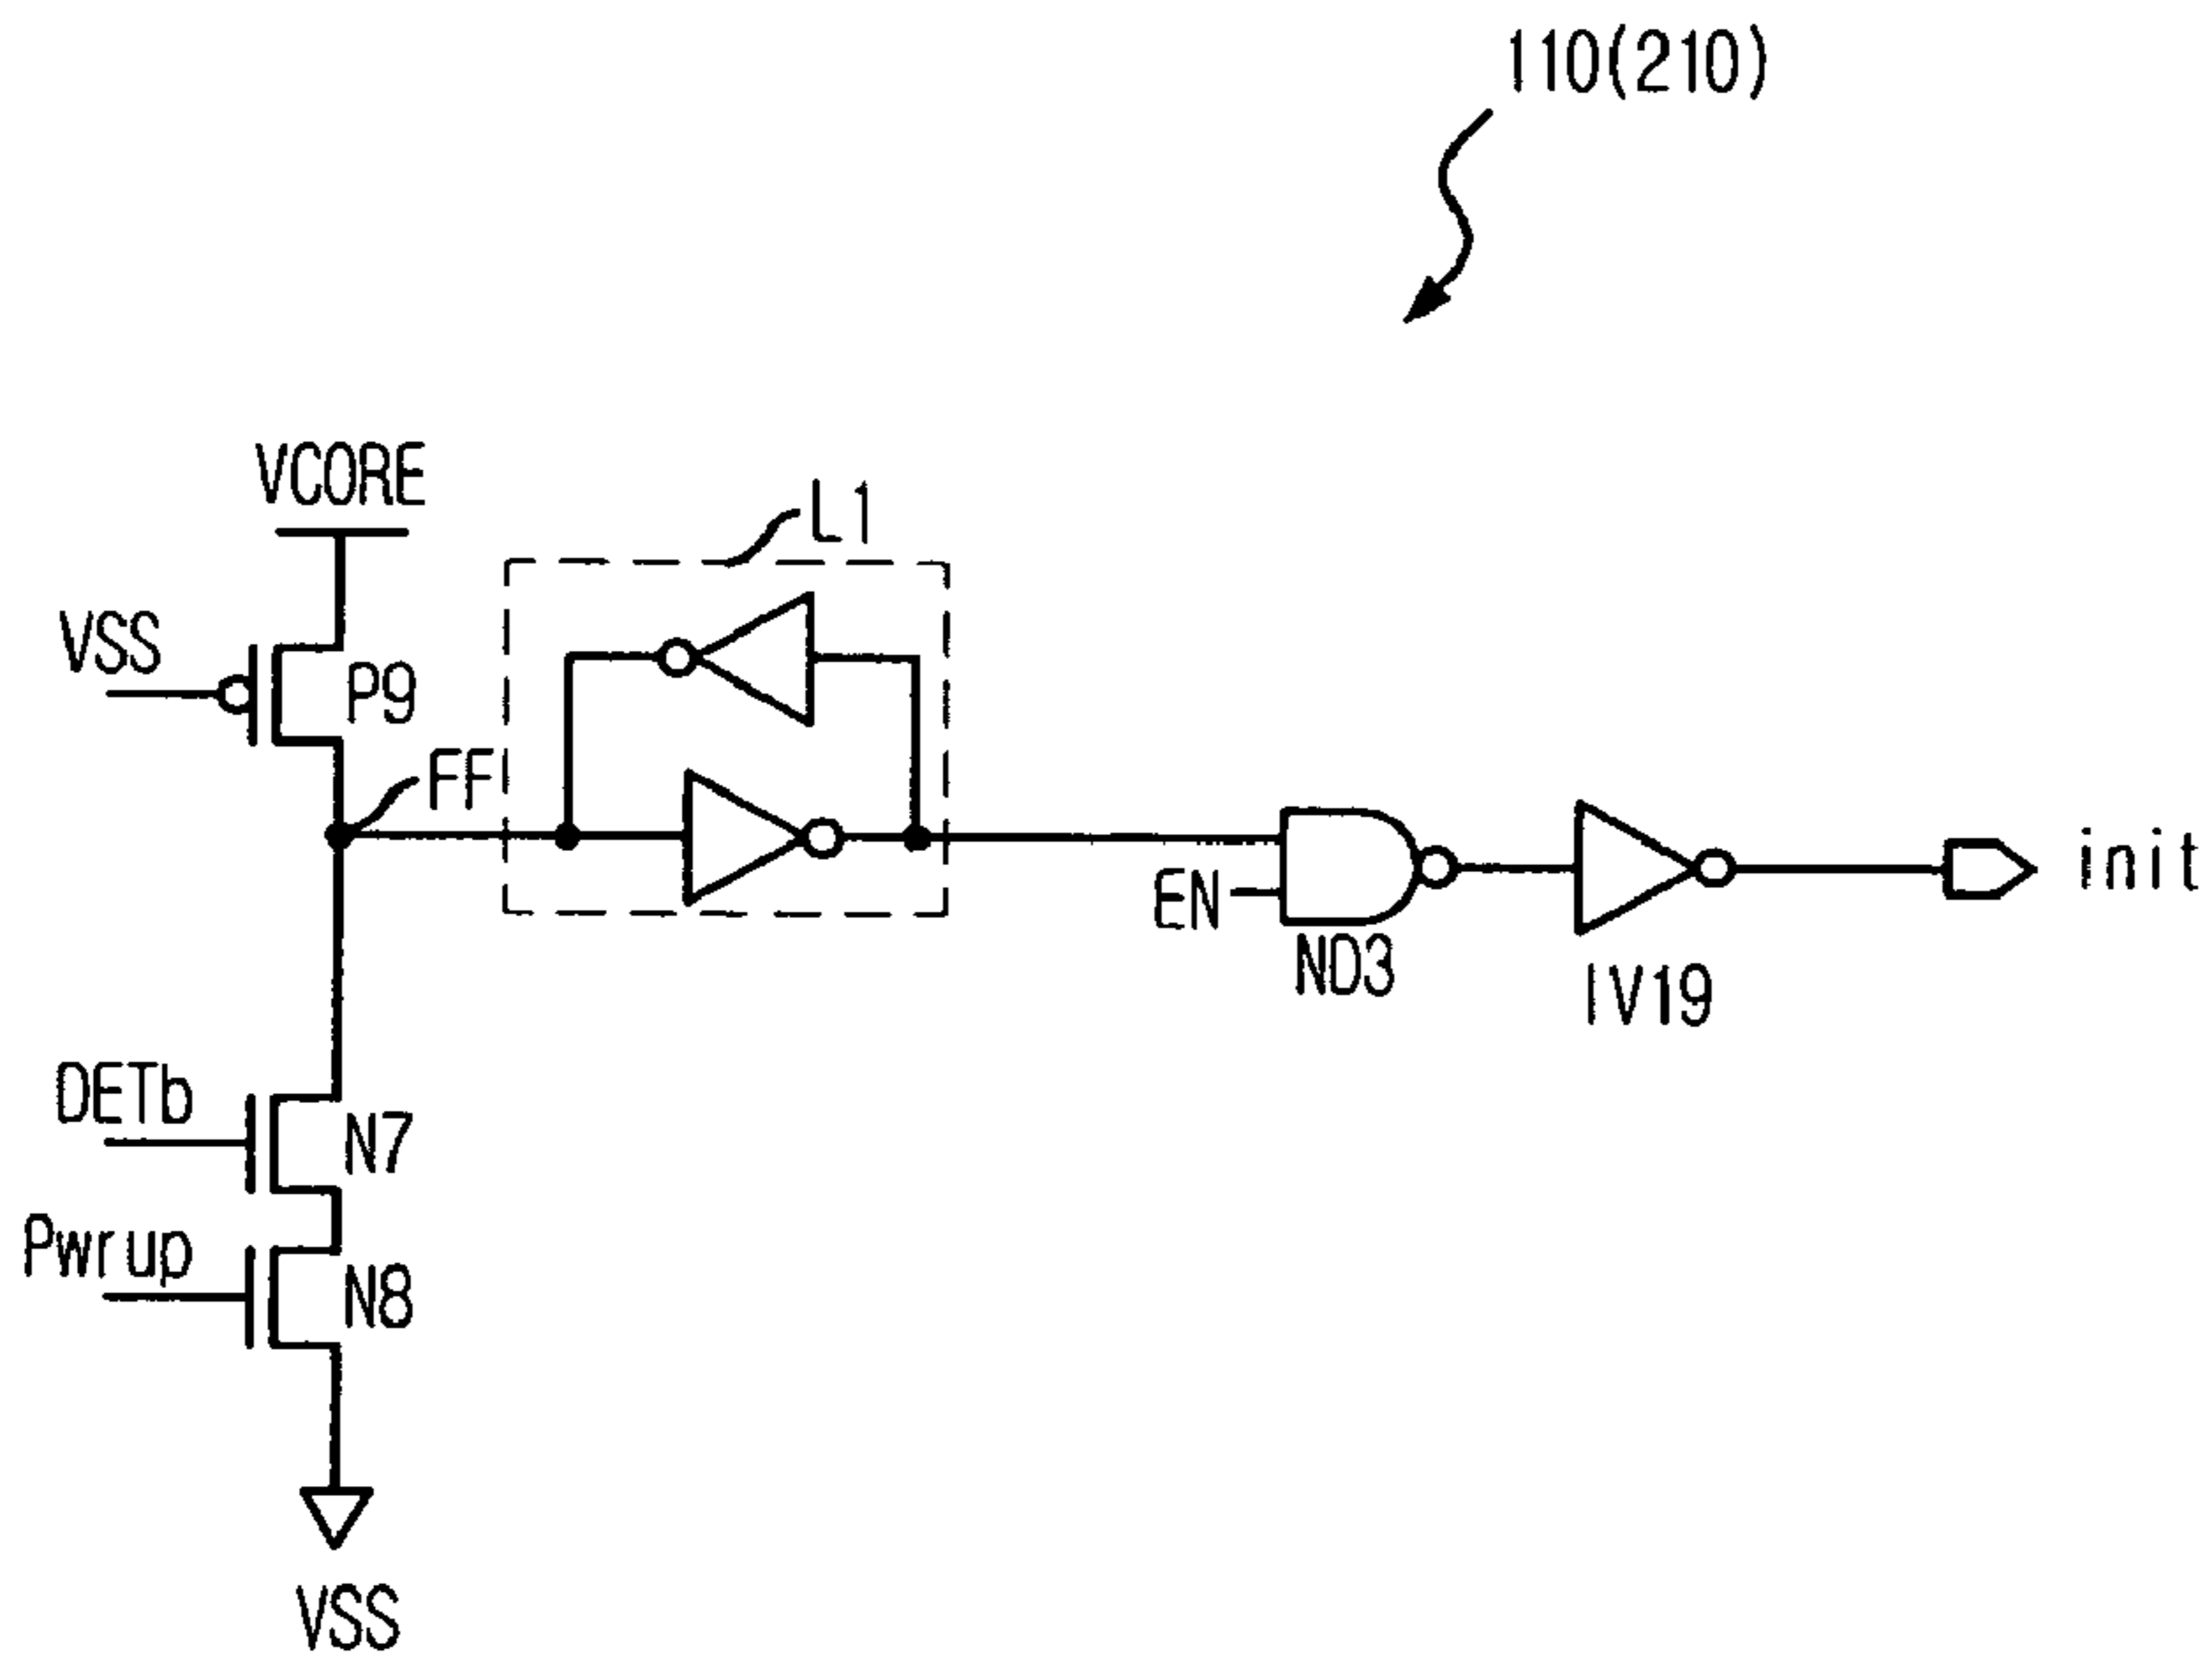 110(210)
VCORE
L1
VSS
P9
FF
EN
ND3
IV19
init
DETb
N7
Pwrup
N8
VSS